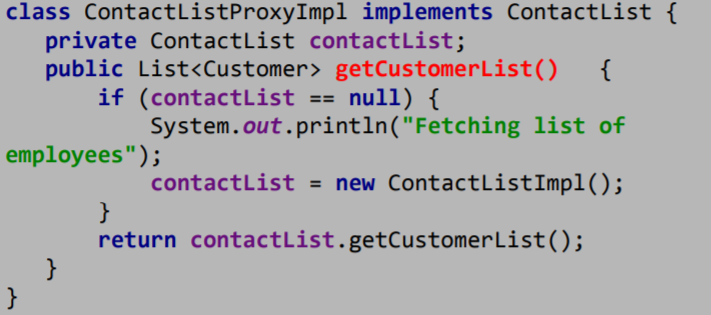 class ContactListProxyImpl implements ContactList {
private ContactList contactList;
public List<Customer> getCustomerList() {
if (contactList == null) {
System.out.println("Fetching list of
employees");
contactList = new ContactListImpl();
}
return contactList.getCustomerList();
}
}